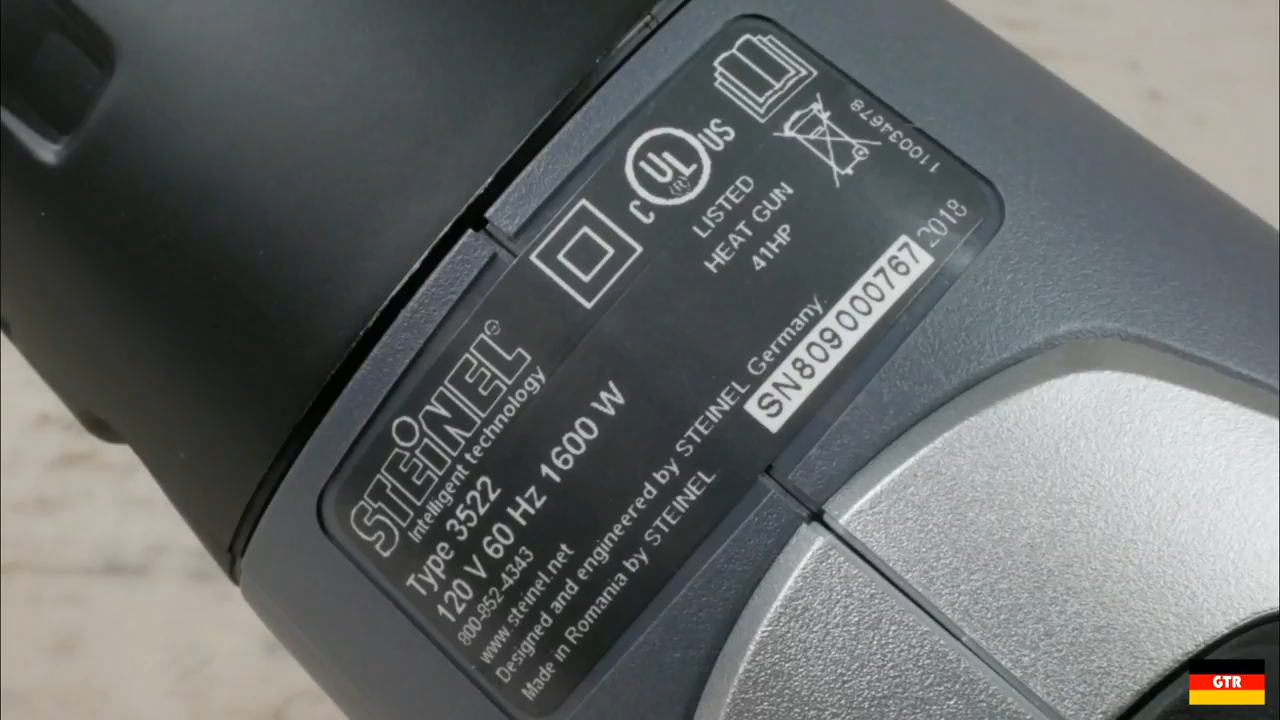 STEiNEL®
Intelligent technology
Type 3522
120 V 60 Hz 1600 W
800-852-4343
www.steinel.net
Designed and engineered by STEINEL Germany.
Made in Romania by STEINEL
C UL (R) US
LISTED
HEAT GUN
41HP
SN809000767 2018
110034678
GTR